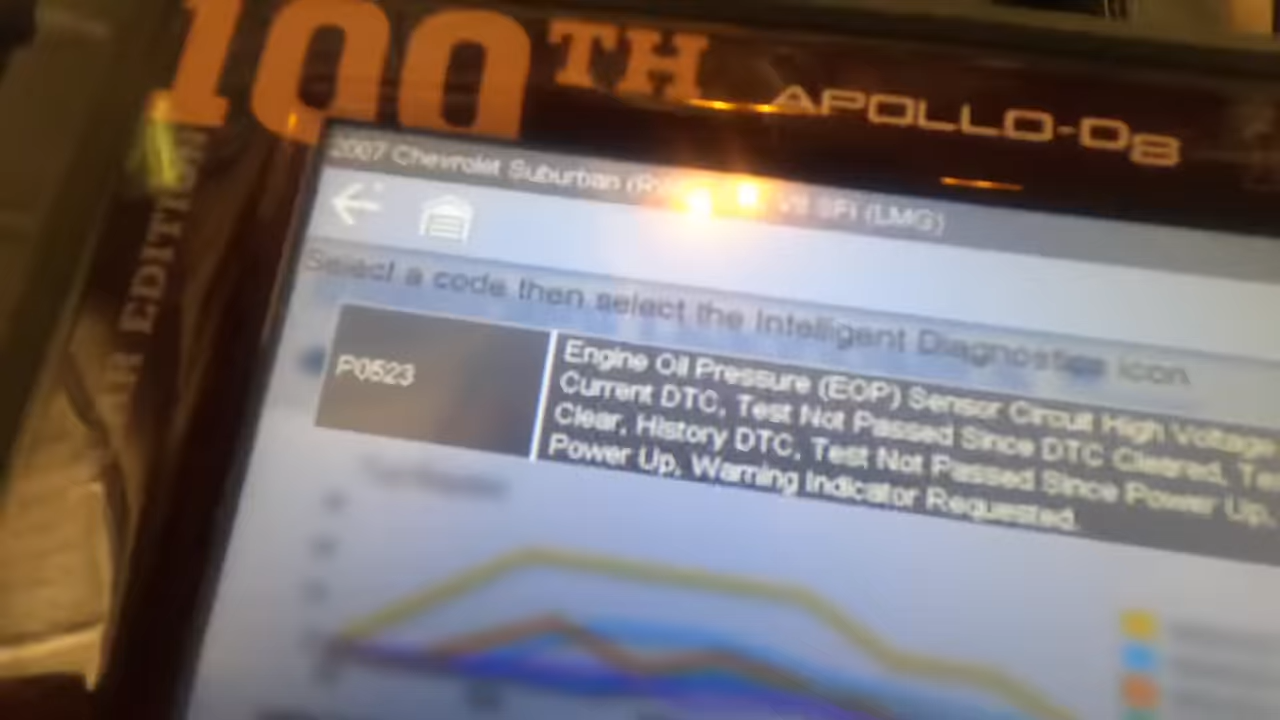 100TH
APOLLO-D8
EDITION
2007 Chevrolet Suburban V8 SFI (LMG)
Select a code then select the Intelligent Diagnostics icon
P0523
Engine Oil Pressure (EOP) Sensor Circuit High Voltage
Current DTC, Test Not Passed Since DTC Cleared,
Clear, History DTC, Test Not Passed Since Power Up,
Power Up, Warning Indicator Requested.